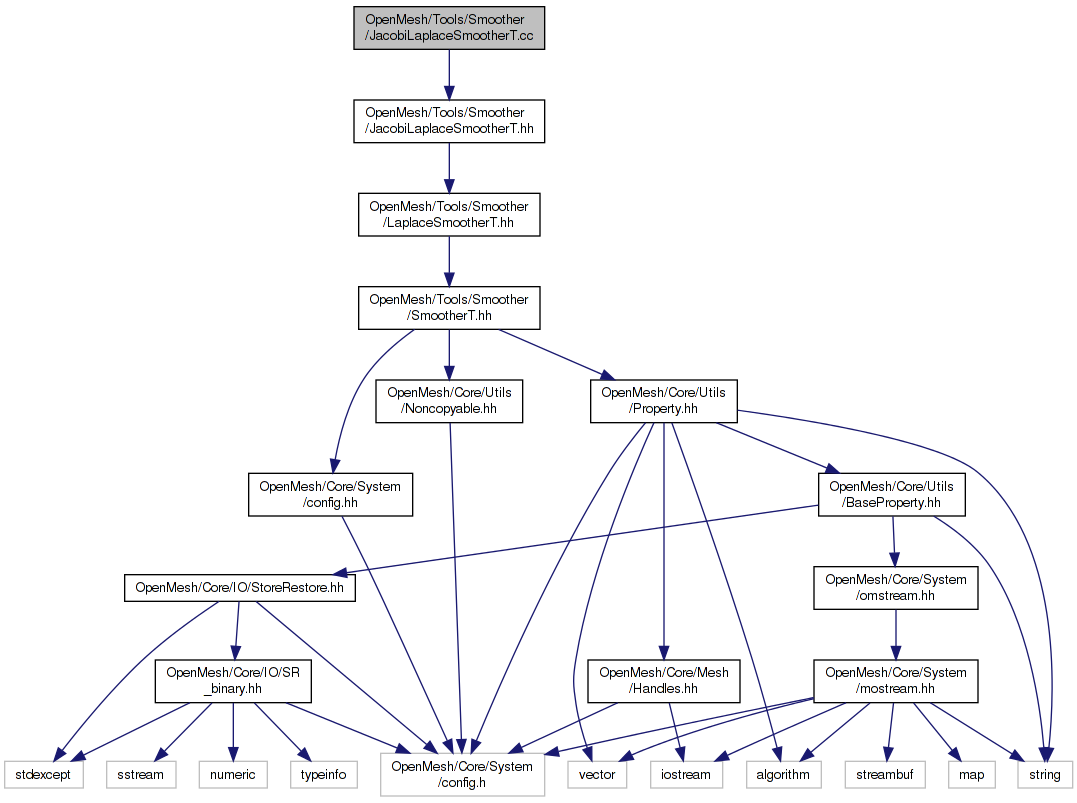 OpenMesh/Tools/Smoother
/JacobiLaplaceSmootherT.cc
OpenMesh/Tools/Smoother
/JacobiLaplaceSmootherT.hh
OpenMesh/Tools/Smoother
/LaplaceSmootherT.hh
OpenMesh/Tools/Smoother
/SmootherT.hh
OpenMesh/Core/Utils
/Noncopyable.hh
OpenMesh/Core/Utils
/Property.hh
OpenMesh/Core/System
/config.hh
OpenMesh/Core/Utils
/BaseProperty.hh
OpenMesh/Core/IO/StoreRestore.hh
OpenMesh/Core/System
/omstream.hh
OpenMesh/Core/IO/SR
_binary.hh
OpenMesh/Core/Mesh
/Handles.hh
OpenMesh/Core/System
/mostream.hh
stdexcept
sstream
numeric
typeinfo
OpenMesh/Core/System
/config.h
vector
iostream
algorithm
streambuf
map
string